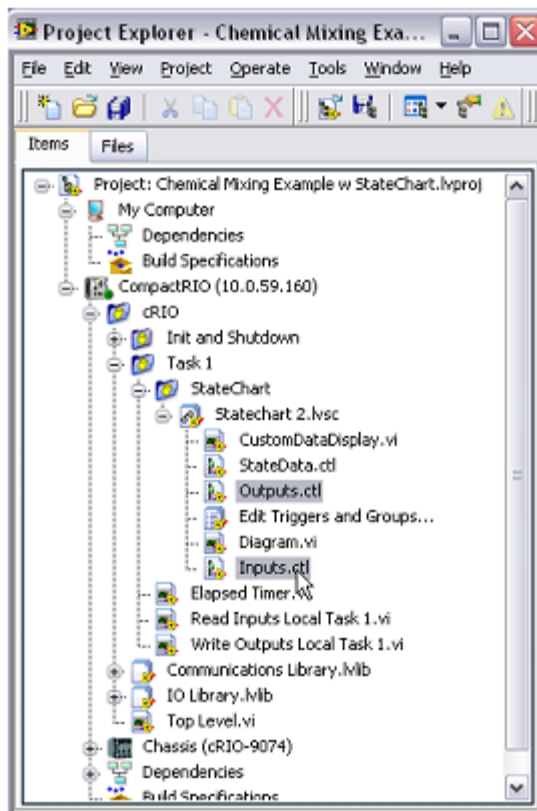 Project Explorer - Chemical Mixing Exa...
File Edit View Project Operate Tools Window Help
Items Files
Project: Chemical Mixing Example w StateChart.lvproj
My Computer
Dependencies
Build Specifications
CompactRIO (10.0.59.160)
cRIO
Init and Shutdown
Task 1
StateChart
Statechart 2.lvsc
CustomDataDisplay.vi
StateData.ctl
Outputs.ctl
Edit Triggers and Groups...
Diagram.vi
Inputs.ctl
Elapsed Timer.vi
Read Inputs Local Task 1.vi
Write Outputs Local Task 1.vi
Communications Library.lvlib
IO Library.lvlib
Top Level.vi
Chassis (cRIO-9074)
Dependencies
Build Specifications